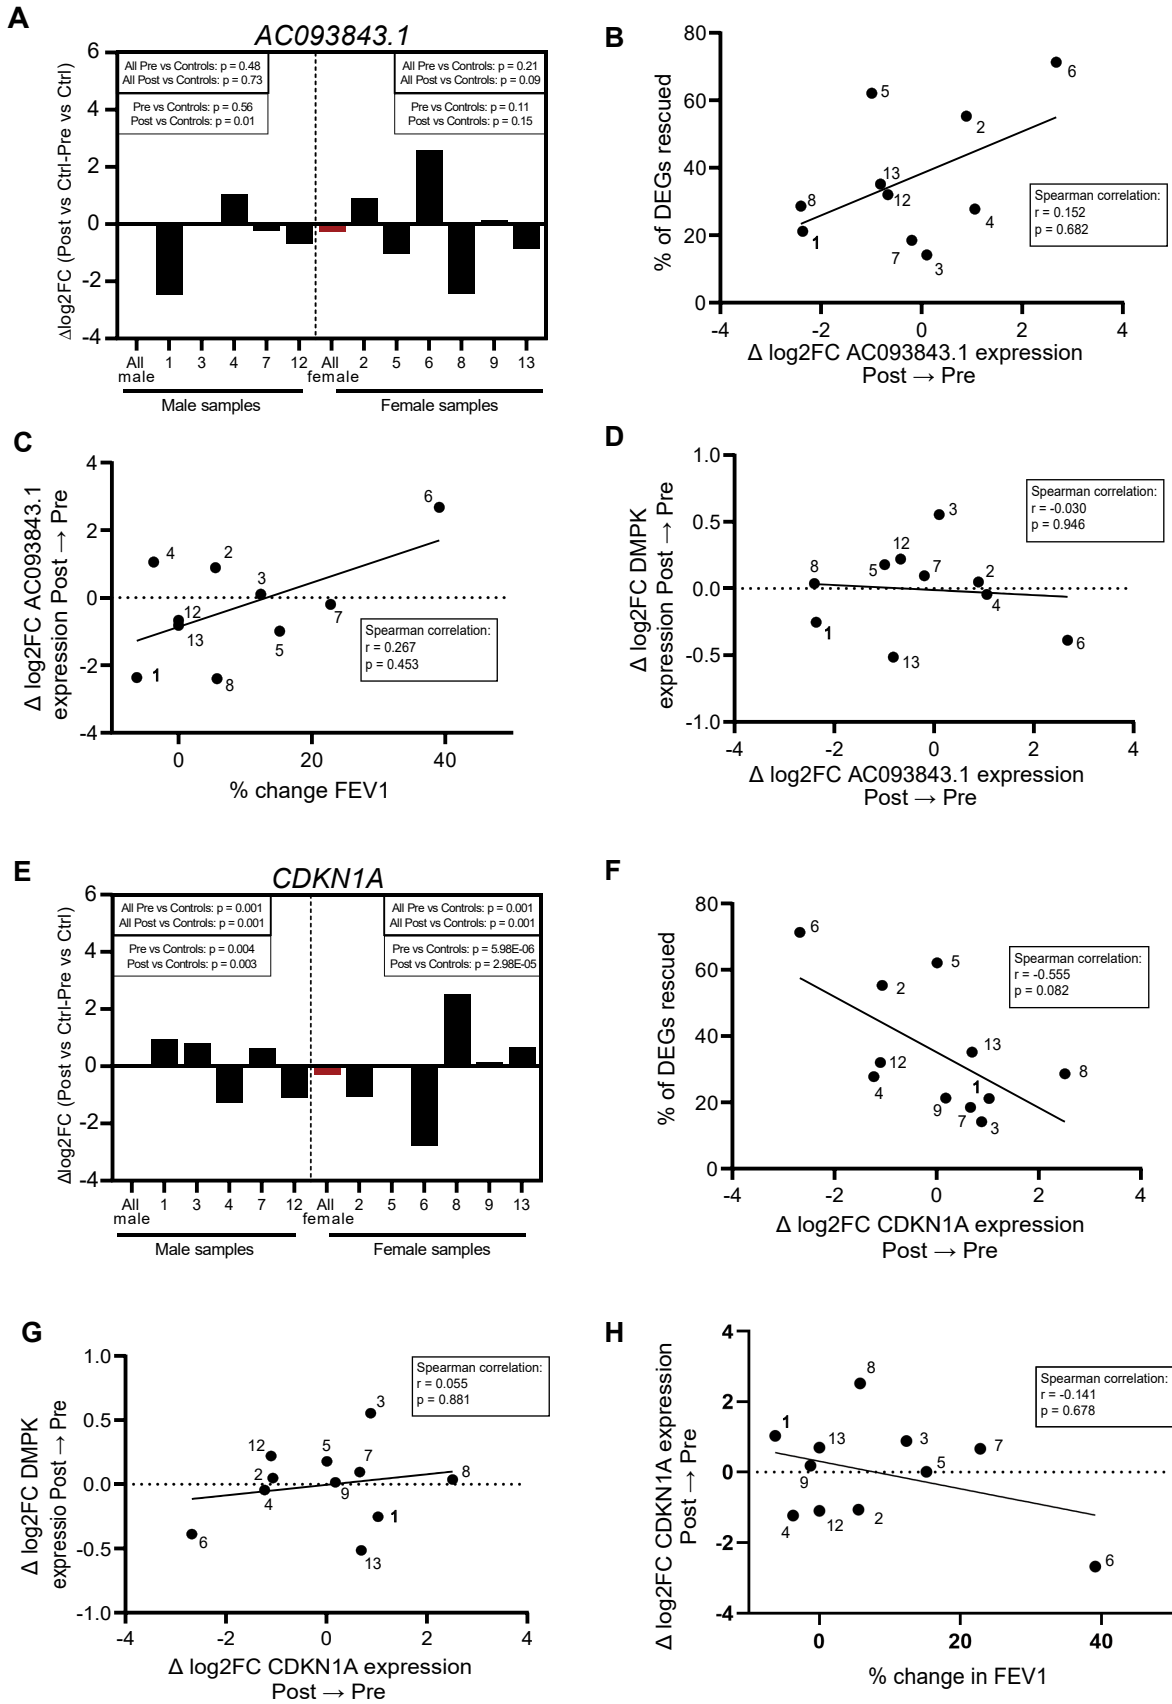 A
AC093843.1
Δlog2FC (Post vs Ctrl-Pre vs Ctrl)
6
4
2
0
-2
-4
All Pre vs Controls: p = 0.48
All Post vs Controls: p = 0.73
Pre vs Controls: p = 0.56
Post vs Controls: p = 0.01
All Pre vs Controls: p = 0.21
All Post vs Controls: p = 0.09
Pre vs Controls: p = 0.11
Post vs Controls: p = 0.15
All male 1 3 4 7 12 All female 2 5 6 8 9 13
Male samples Female samples
B
% of DEGs rescued
80
60
40
20
0
6
5
2
13
12
8
4
1
7
3
Spearman correlation:
r = 0.152
p = 0.682
-4 -2 0 2 4
Δ log2FC AC093843.1 expression
Post → Pre
C
Δ log2FC AC093843.1
expression Post → Pre
4
2
0
-2
-4
6
4
2
3
12
13
7
5
1
8
Spearman correlation:
r = 0.267
p = 0.453
0 20 40
% change FEV1
D
Δ log2FC DMPK
expression Post → Pre
1.0
0.5
0.0
-0.5
-1.0
3
12
5
7
8
2
4
1
6
13
Spearman correlation:
r = -0.030
p = 0.946
-4 -2 0 2 4
Δ log2FC AC093843.1 expression
Post → Pre
E
CDKN1A
Δlog2FC (Post vs Ctrl-Pre vs Ctrl)
6
4
2
0
-2
-4
All Pre vs Controls: p = 0.001
All Post vs Controls: p = 0.001
Pre vs Controls: p = 0.004
Post vs Controls: p = 0.003
All Pre vs Controls: p = 0.001
All Post vs Controls: p = 0.001
Pre vs Controls: p = 5.98E-06
Post vs Controls: p = 2.98E-05
All male 1 3 4 7 12 All female 2 5 6 8 9 13
Male samples Female samples
F
% of DEGs rescued
80
60
40
20
0
6
5
2
13
12
4
8
1
9
7
3
Spearman correlation:
r = -0.555
p = 0.082
-4 -2 0 2 4
Δ log2FC CDKN1A expression
Post → Pre
G
Δ log2FC DMPK
expressio Post → Pre
1.0
0.5
0.0
-0.5
-1.0
3
12
5
7
2
8
4
9
1
6
13
Spearman correlation:
r = 0.055
p = 0.881
-4 -2 0 2 4
Δ log2FC CDKN1A expression
Post → Pre
H
Δ log2FC CDKN1A expression
Post → Pre
4
2
0
-2
-4
8
1
13
3
7
9
5
4
12
2
6
Spearman correlation:
r = -0.141
p = 0.678
0 20 40
% change in FEV1